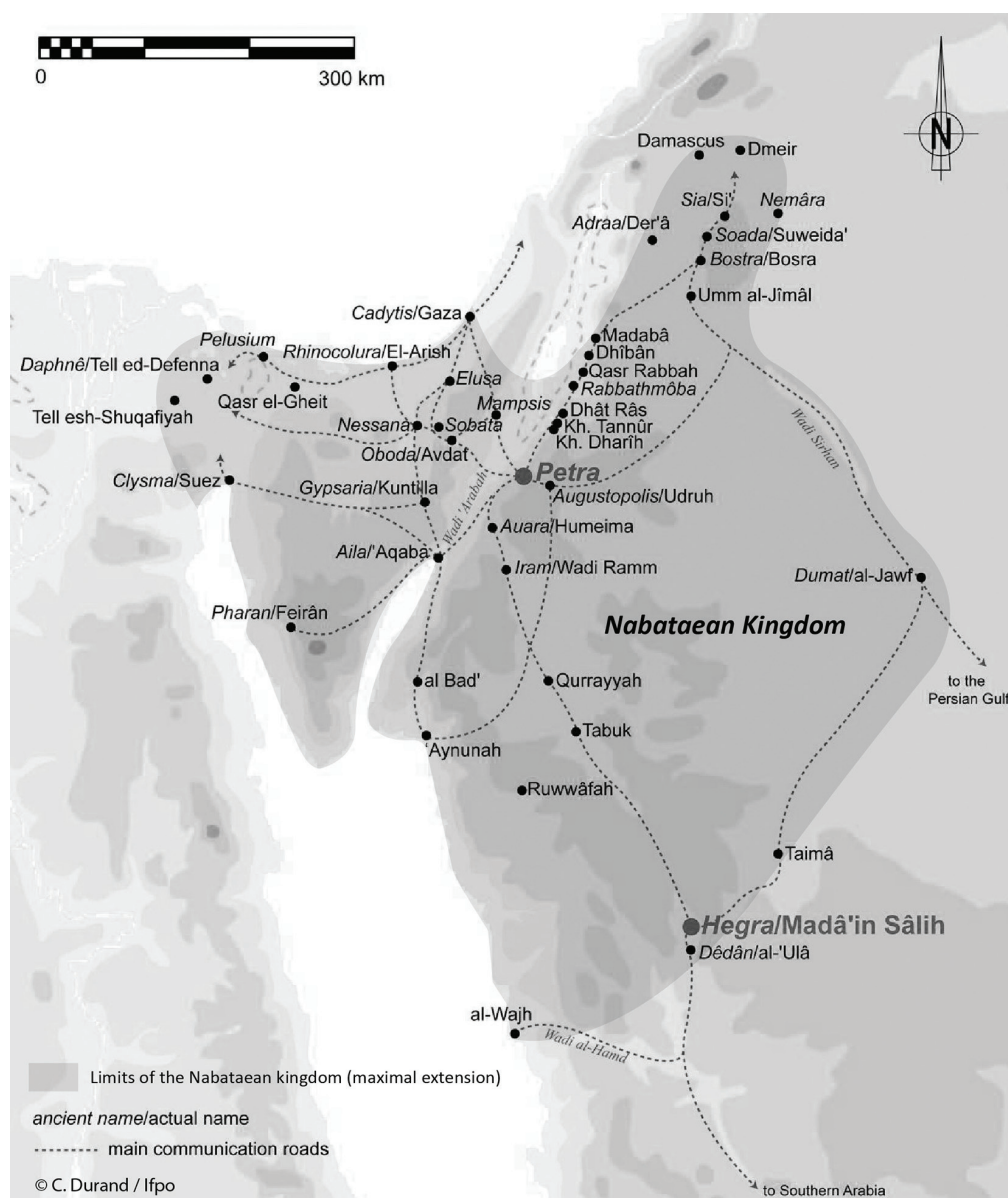 0
300 km
N
Damascus
Dmeir
Sia/Si'
Nemâra
Adraa/Der'â
Soada/Suweida'
Bostra/Bosra
Umm al-Jîmâl
Cadytis/Gaza
Madabâ
Pelusium
Rhinocolura/El-Arish
Dhîbân
Daphnê/Tell ed-Defenna
Qasr Rabbah
Elusa
Rabbathmôba
Qasr el-Gheit
Tell esh-Shuqafiyah
Mampsis
Dhât Râs
Nessana
Sobata
Kh. Tannûr
Kh. Dharîh
Oboda/Avdat
Wadi Sirhan
Petra
Clysma/Suez
Gypsaria/Kuntilla
Augustopolis/Udruh
Wadi 'Arabah
Auara/Humeima
Aila/'Aqaba
Iram/Wadi Ramm
Dumat/al-Jawf
Pharan/Feirân
Nabataean Kingdom
al Bad'
Qurrayyah
to the
Persian Gulf
Tabuk
Aynunah
Ruwwâfah
Taimâ
Hegra/Madâ'in Sâlih
Dêdân/al-'Ulâ
al-Wajh
Wadi al-Hamd
Limits of the Nabataean kingdom (maximal extension)
ancient name/actual name
main communication roads
© C. Durand / Ifpo
to Southern Arabia